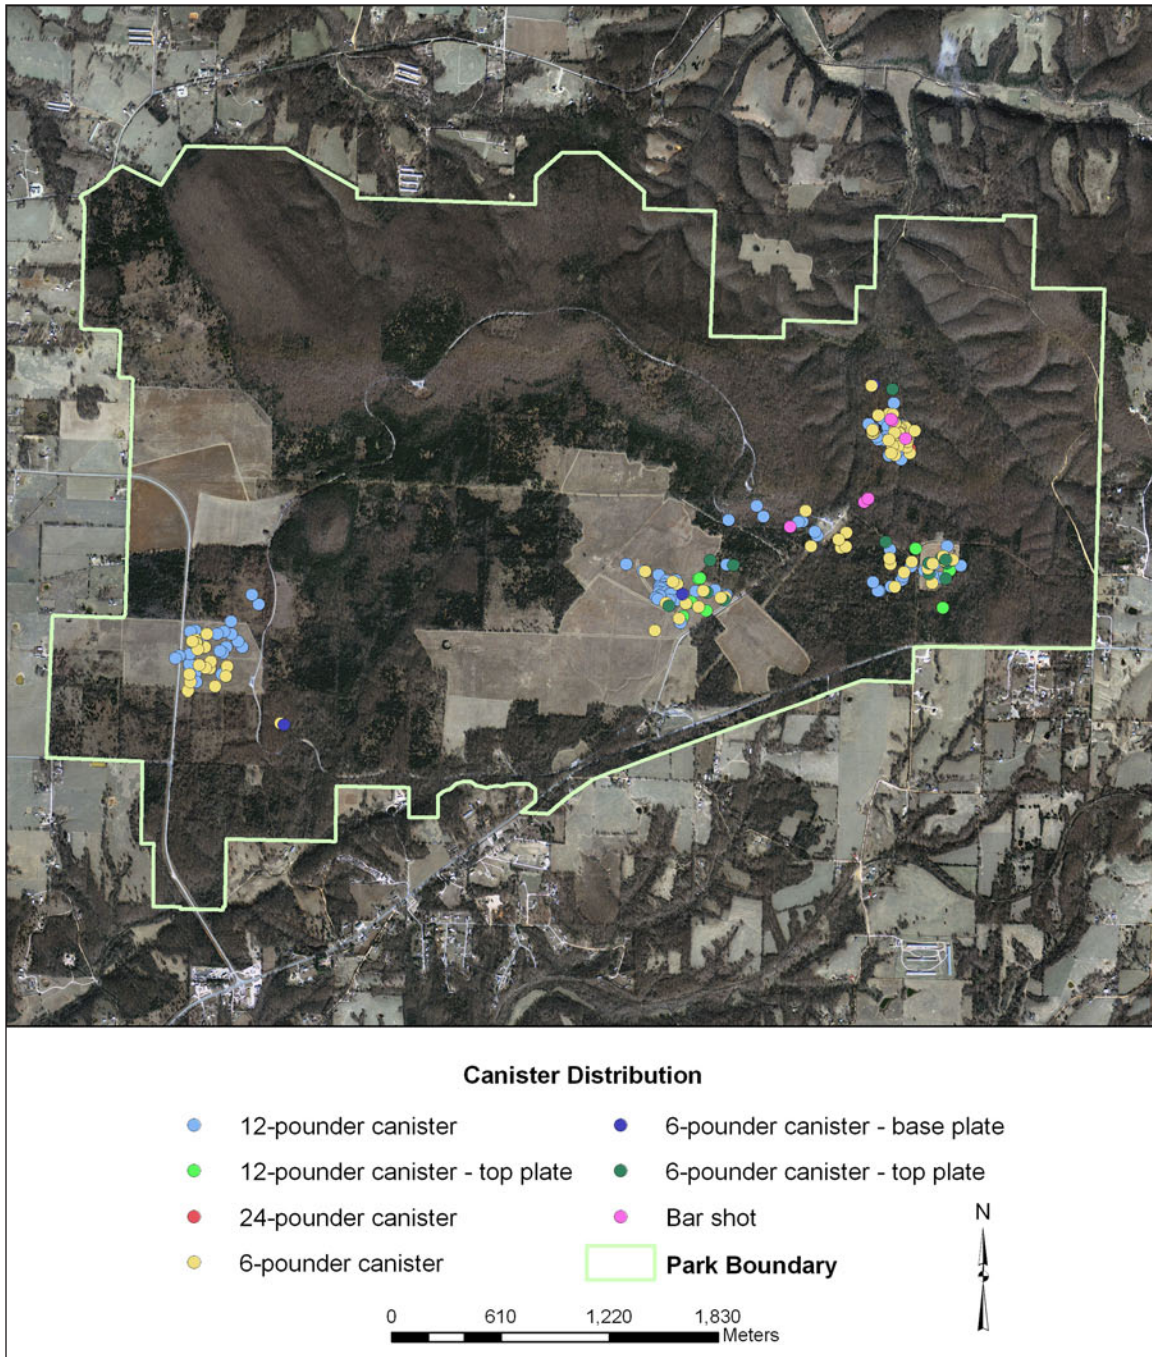 Canister Distribution
12-pounder canister
12-pounder canister - top plate
24-pounder canister
6-pounder canister
6-pounder canister - base plate
6-pounder canister - top plate
Bar shot
Park Boundary
N
0 610 1,220 1,830
Meters